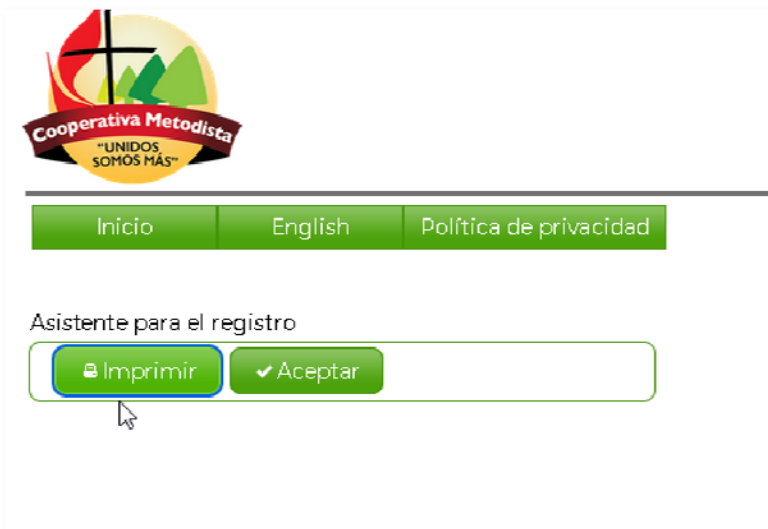 Cooperativa Metodista
"UNIDOS
SOMOS MÁS"
Inicio English Política de privacidad
Asistente para el registro
Imprimir Aceptar